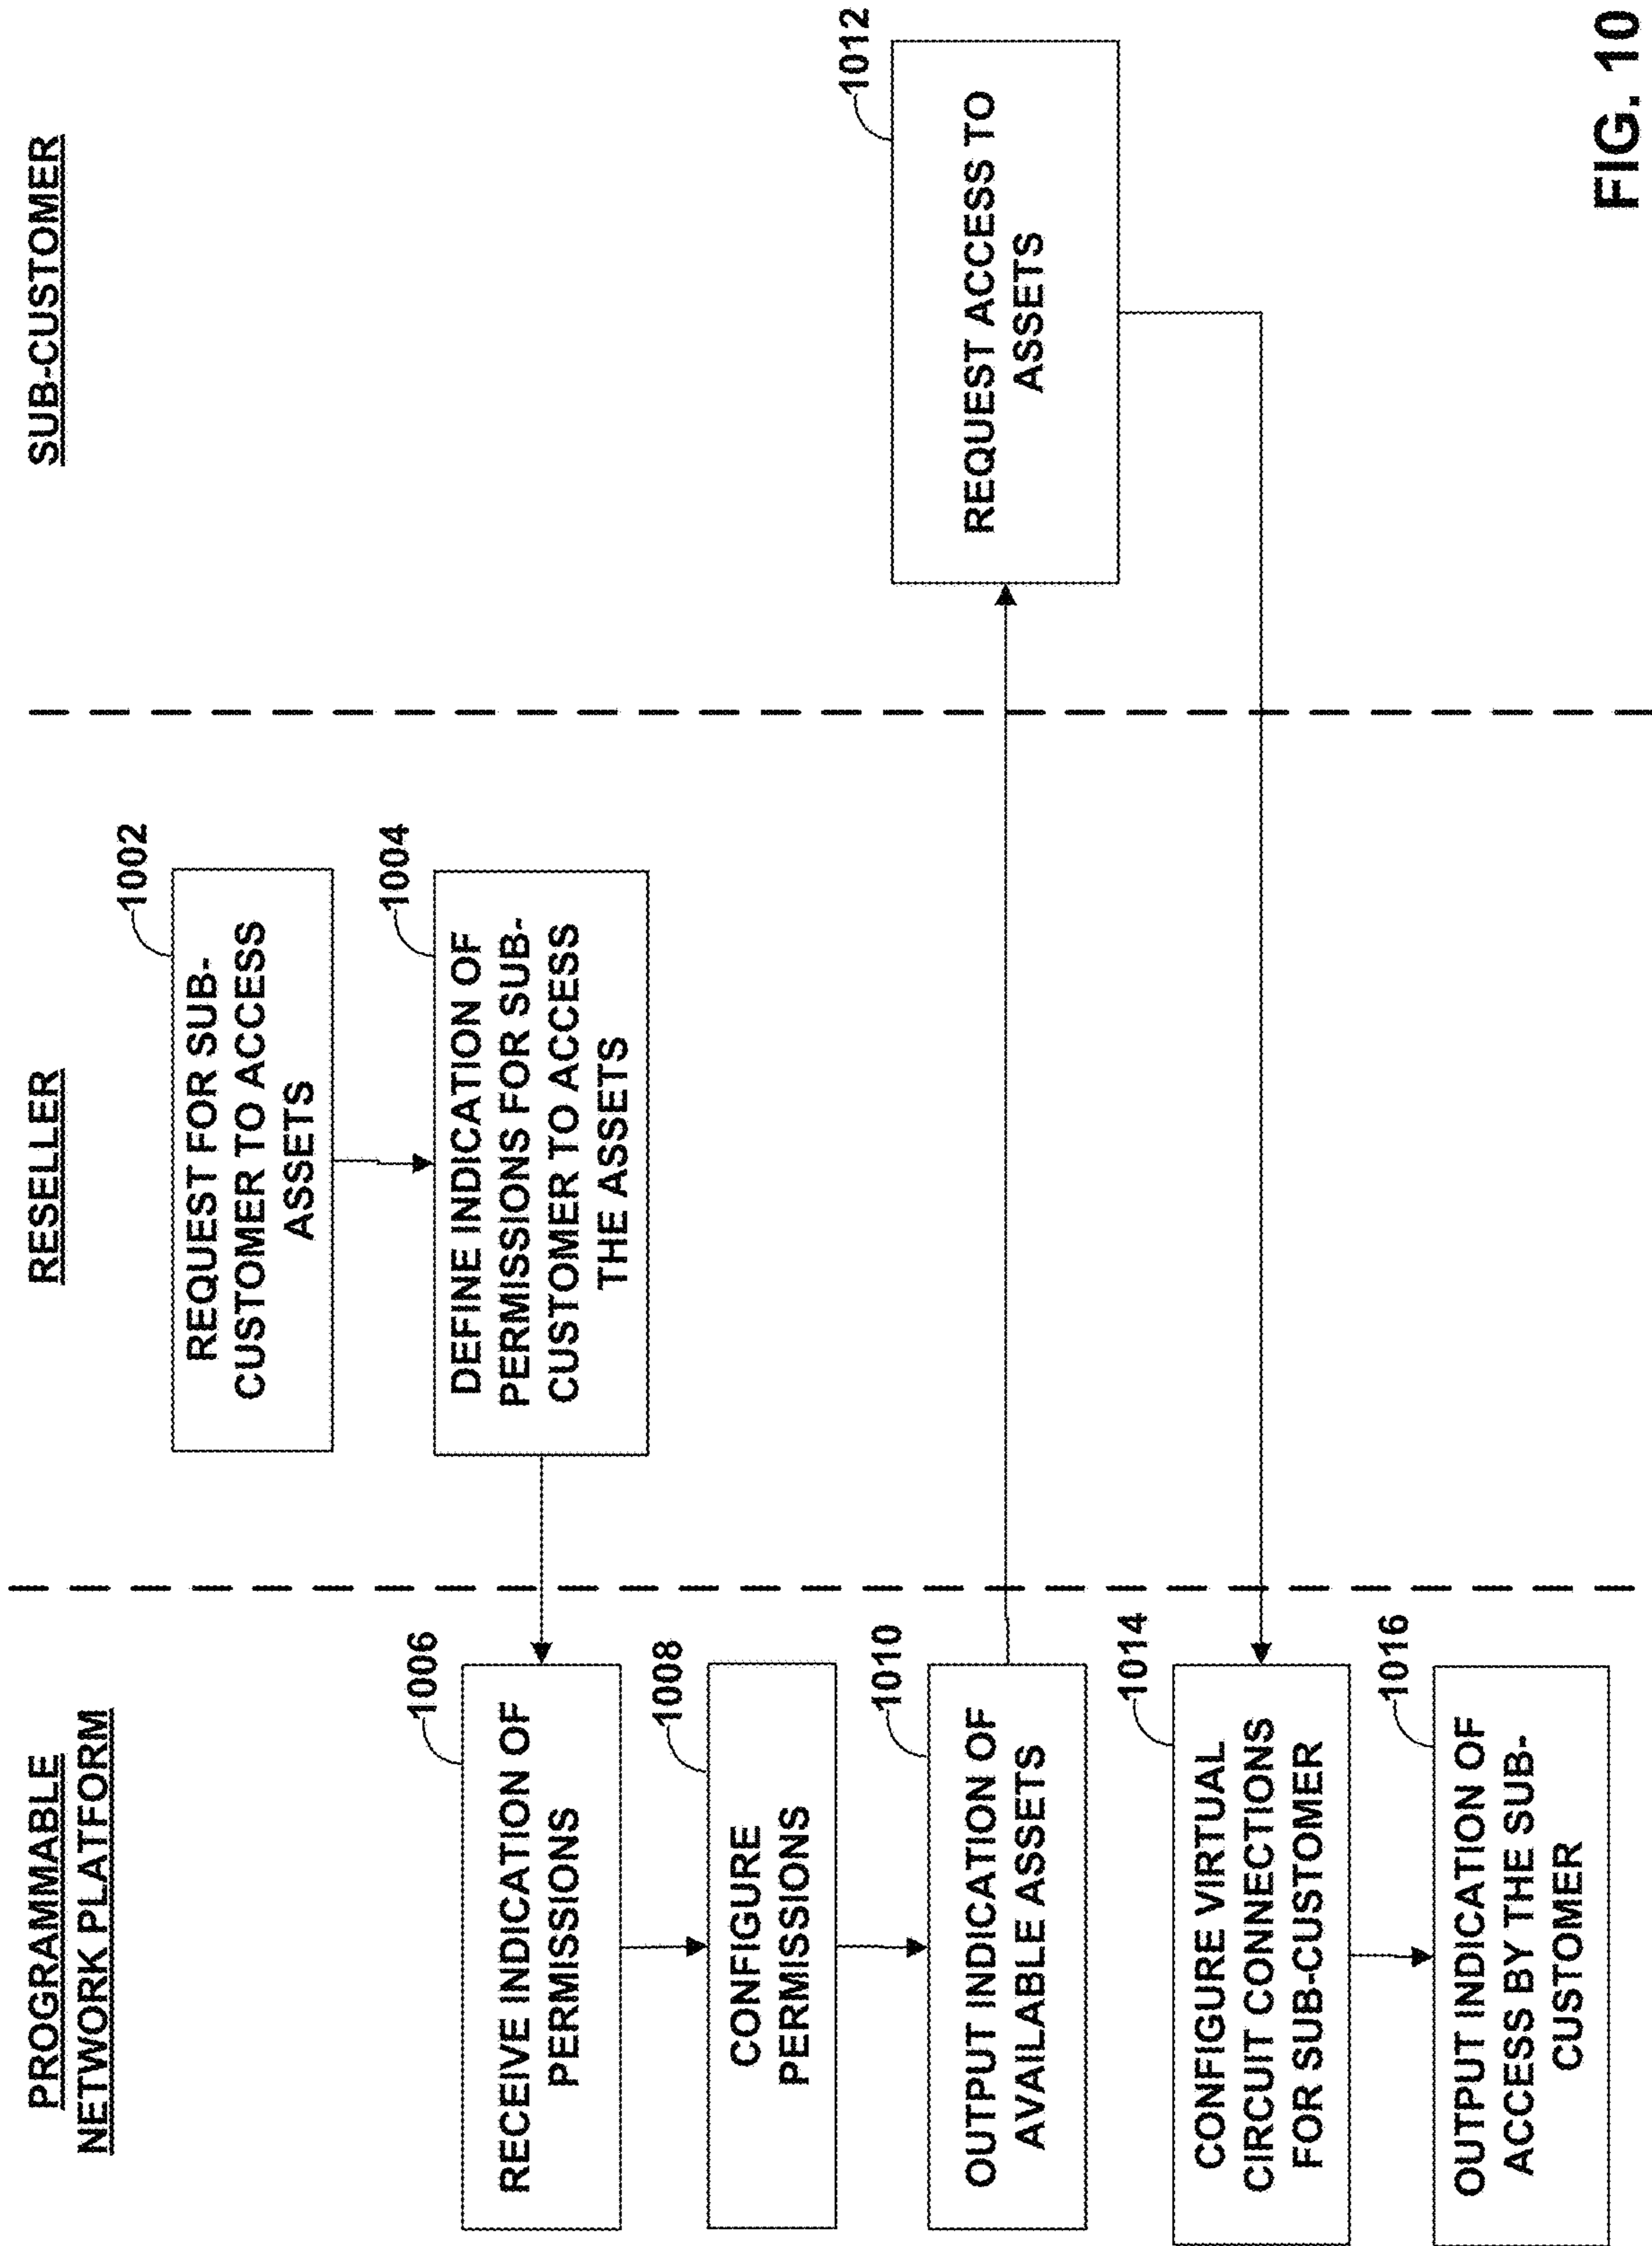 PROGRAMMABLE
NETWORK PLATFORM
RESELLER
SUB-CUSTOMER
1002
REQUEST FOR SUB-
CUSTOMER TO ACCESS
ASSETS
1004
DEFINE INDICATION OF
PERMISSIONS FOR SUB-
CUSTOMER TO ACCESS
THE ASSETS
1006
RECEIVE INDICATION OF
PERMISSIONS
1008
CONFIGURE
PERMISSIONS
1010
OUTPUT INDICATION OF
AVAILABLE ASSETS
1012
REQUEST ACCESS TO
ASSETS
1014
CONFIGURE VIRTUAL
CIRCUIT CONNECTIONS
FOR SUB-CUSTOMER
1016
OUTPUT INDICATION OF
ACCESS BY THE SUB-
CUSTOMER
FIG. 10